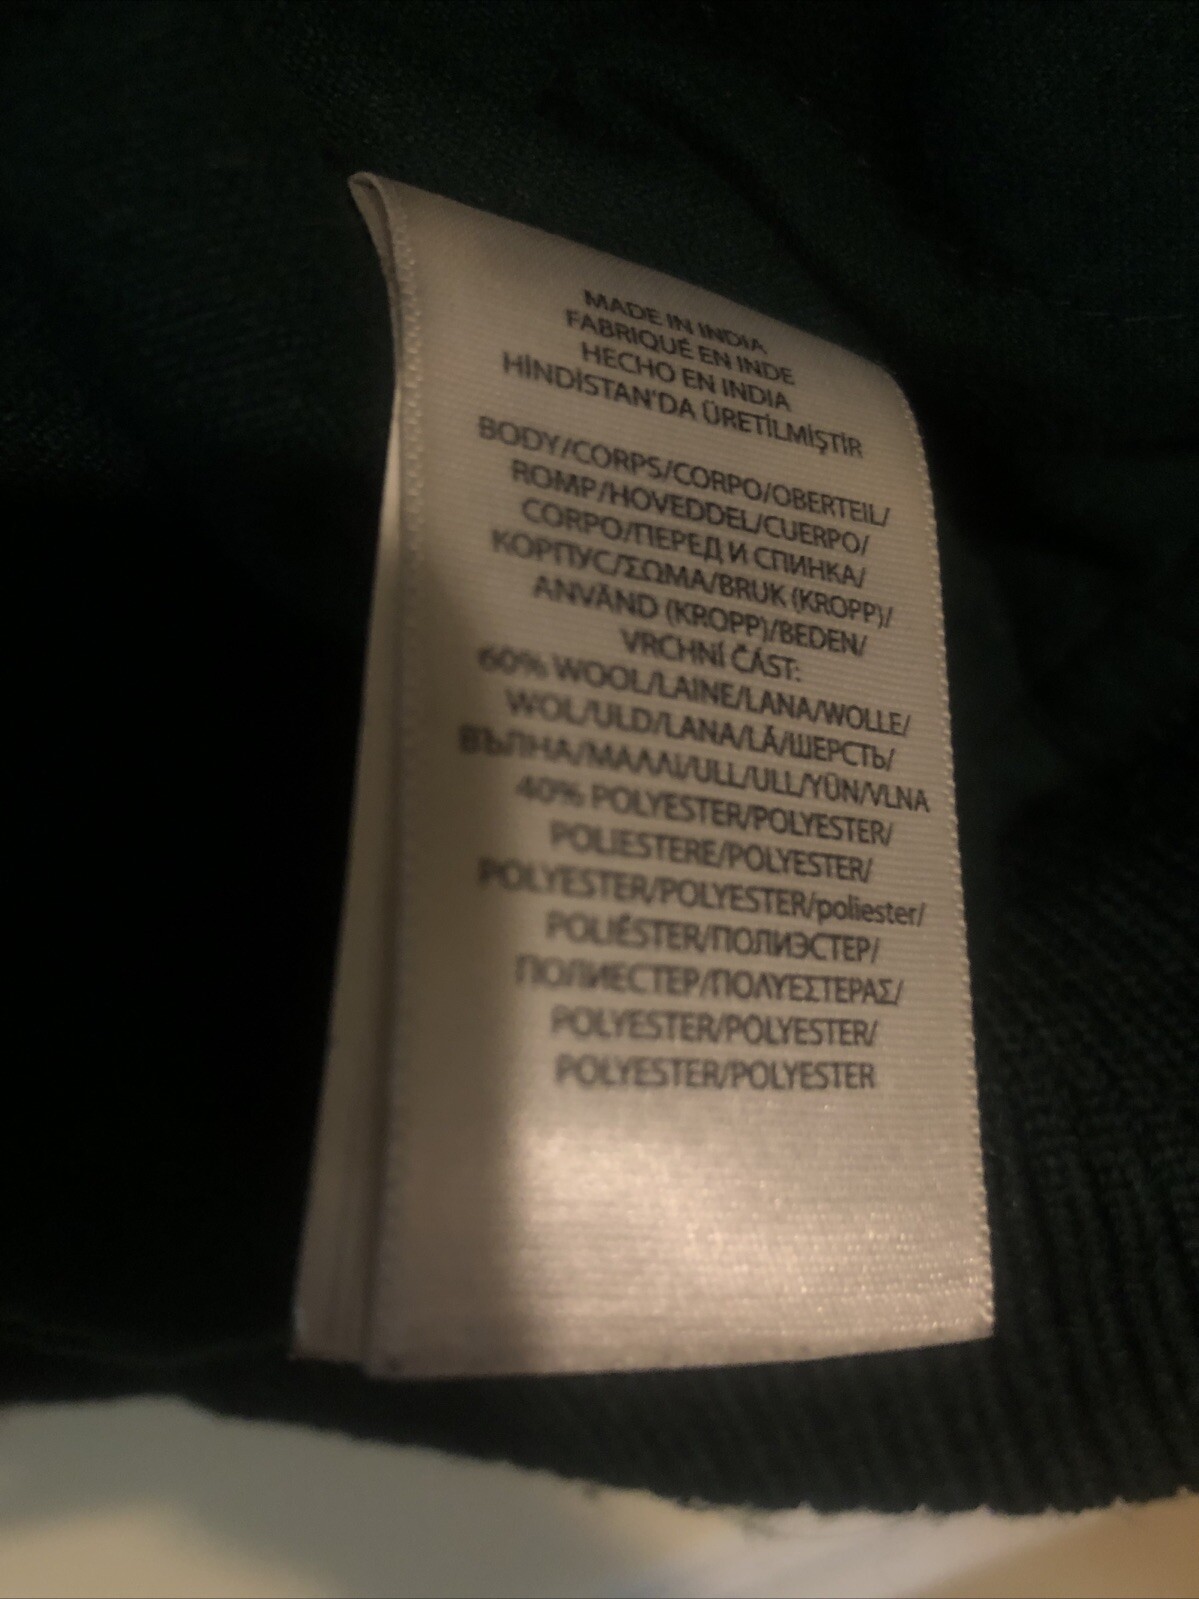 MADE IN INDIA
FABRIQUÉ EN INDE
HECHO EN INDIA
HİNDİSTAN'DA ÜRETİLMİŞTİR
BODY/CORPS/CORPO/OBERTEIL/
ROMP/HOVEDDEL/CUERPO/
CORPO/ПЕРЕД И СПИНКА/
КОРПУС/ΣΩΜΑ/BRUK (KROPP)/
ANVÄND (KROPP)/BEDEN/
VRCHNÍ ČÁST:
60% WOOL/LAINE/LANA/WOLLE/
WOL/ULD/LANA/LÃ/ШЕРСТЬ/
ВЪЛНА/ΜΑΛΛΙ/ULL/ULL/YÜN/VLNA
40% POLYESTER/POLYESTER/
POLIESTERE/POLYESTER/
POLYESTER/POLYESTER/poliester/
POLIÉSTER/ПОЛИЭСТЕР/
ПОЛИЕСТЕР/ΠΟΛΥΕΣΤΕΡΑΣ/
POLYESTER/POLYESTER/
POLYESTER/POLYESTER